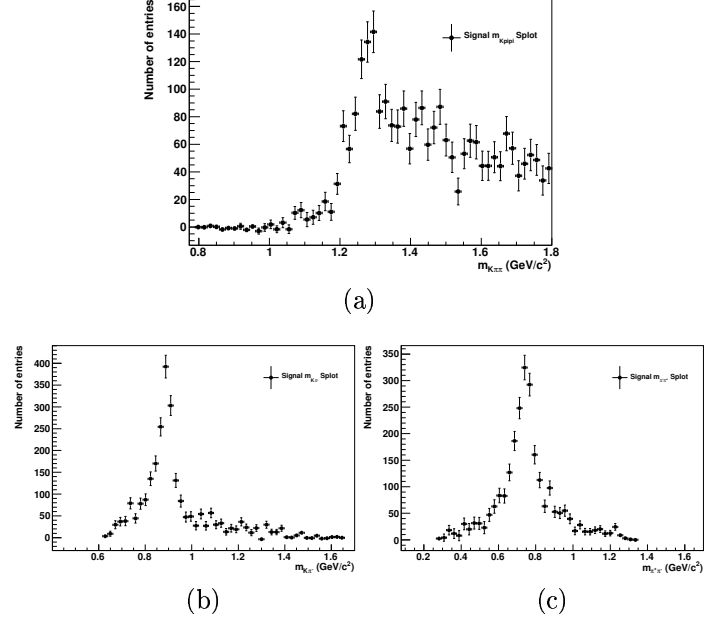 Number of entries
160
140
120
100
80
60
40
20
0
Signal m_Kpipi Splot
0.8 1 1.2 1.4 1.6 1.8
m_Kππ (GeV/c²)
(a)
Number of entries
400
350
300
250
200
150
100
50
0
Signal m_Kπ Splot
0.6 0.8 1 1.2 1.4 1.6
m_Kπ (GeV/c²)
(b)
Number of entries
350
300
250
200
150
100
50
0
Signal m_π⁺π⁻ Splot
0.2 0.4 0.6 0.8 1 1.2 1.4 1.6
m_π⁺π⁻ (GeV/c²)
(c)